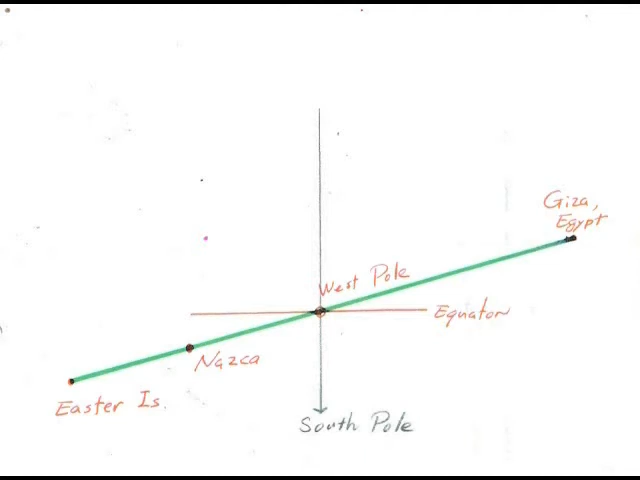 Giza,
Egypt
West Pole
Equator
Nazca
Easter Is.
South Pole